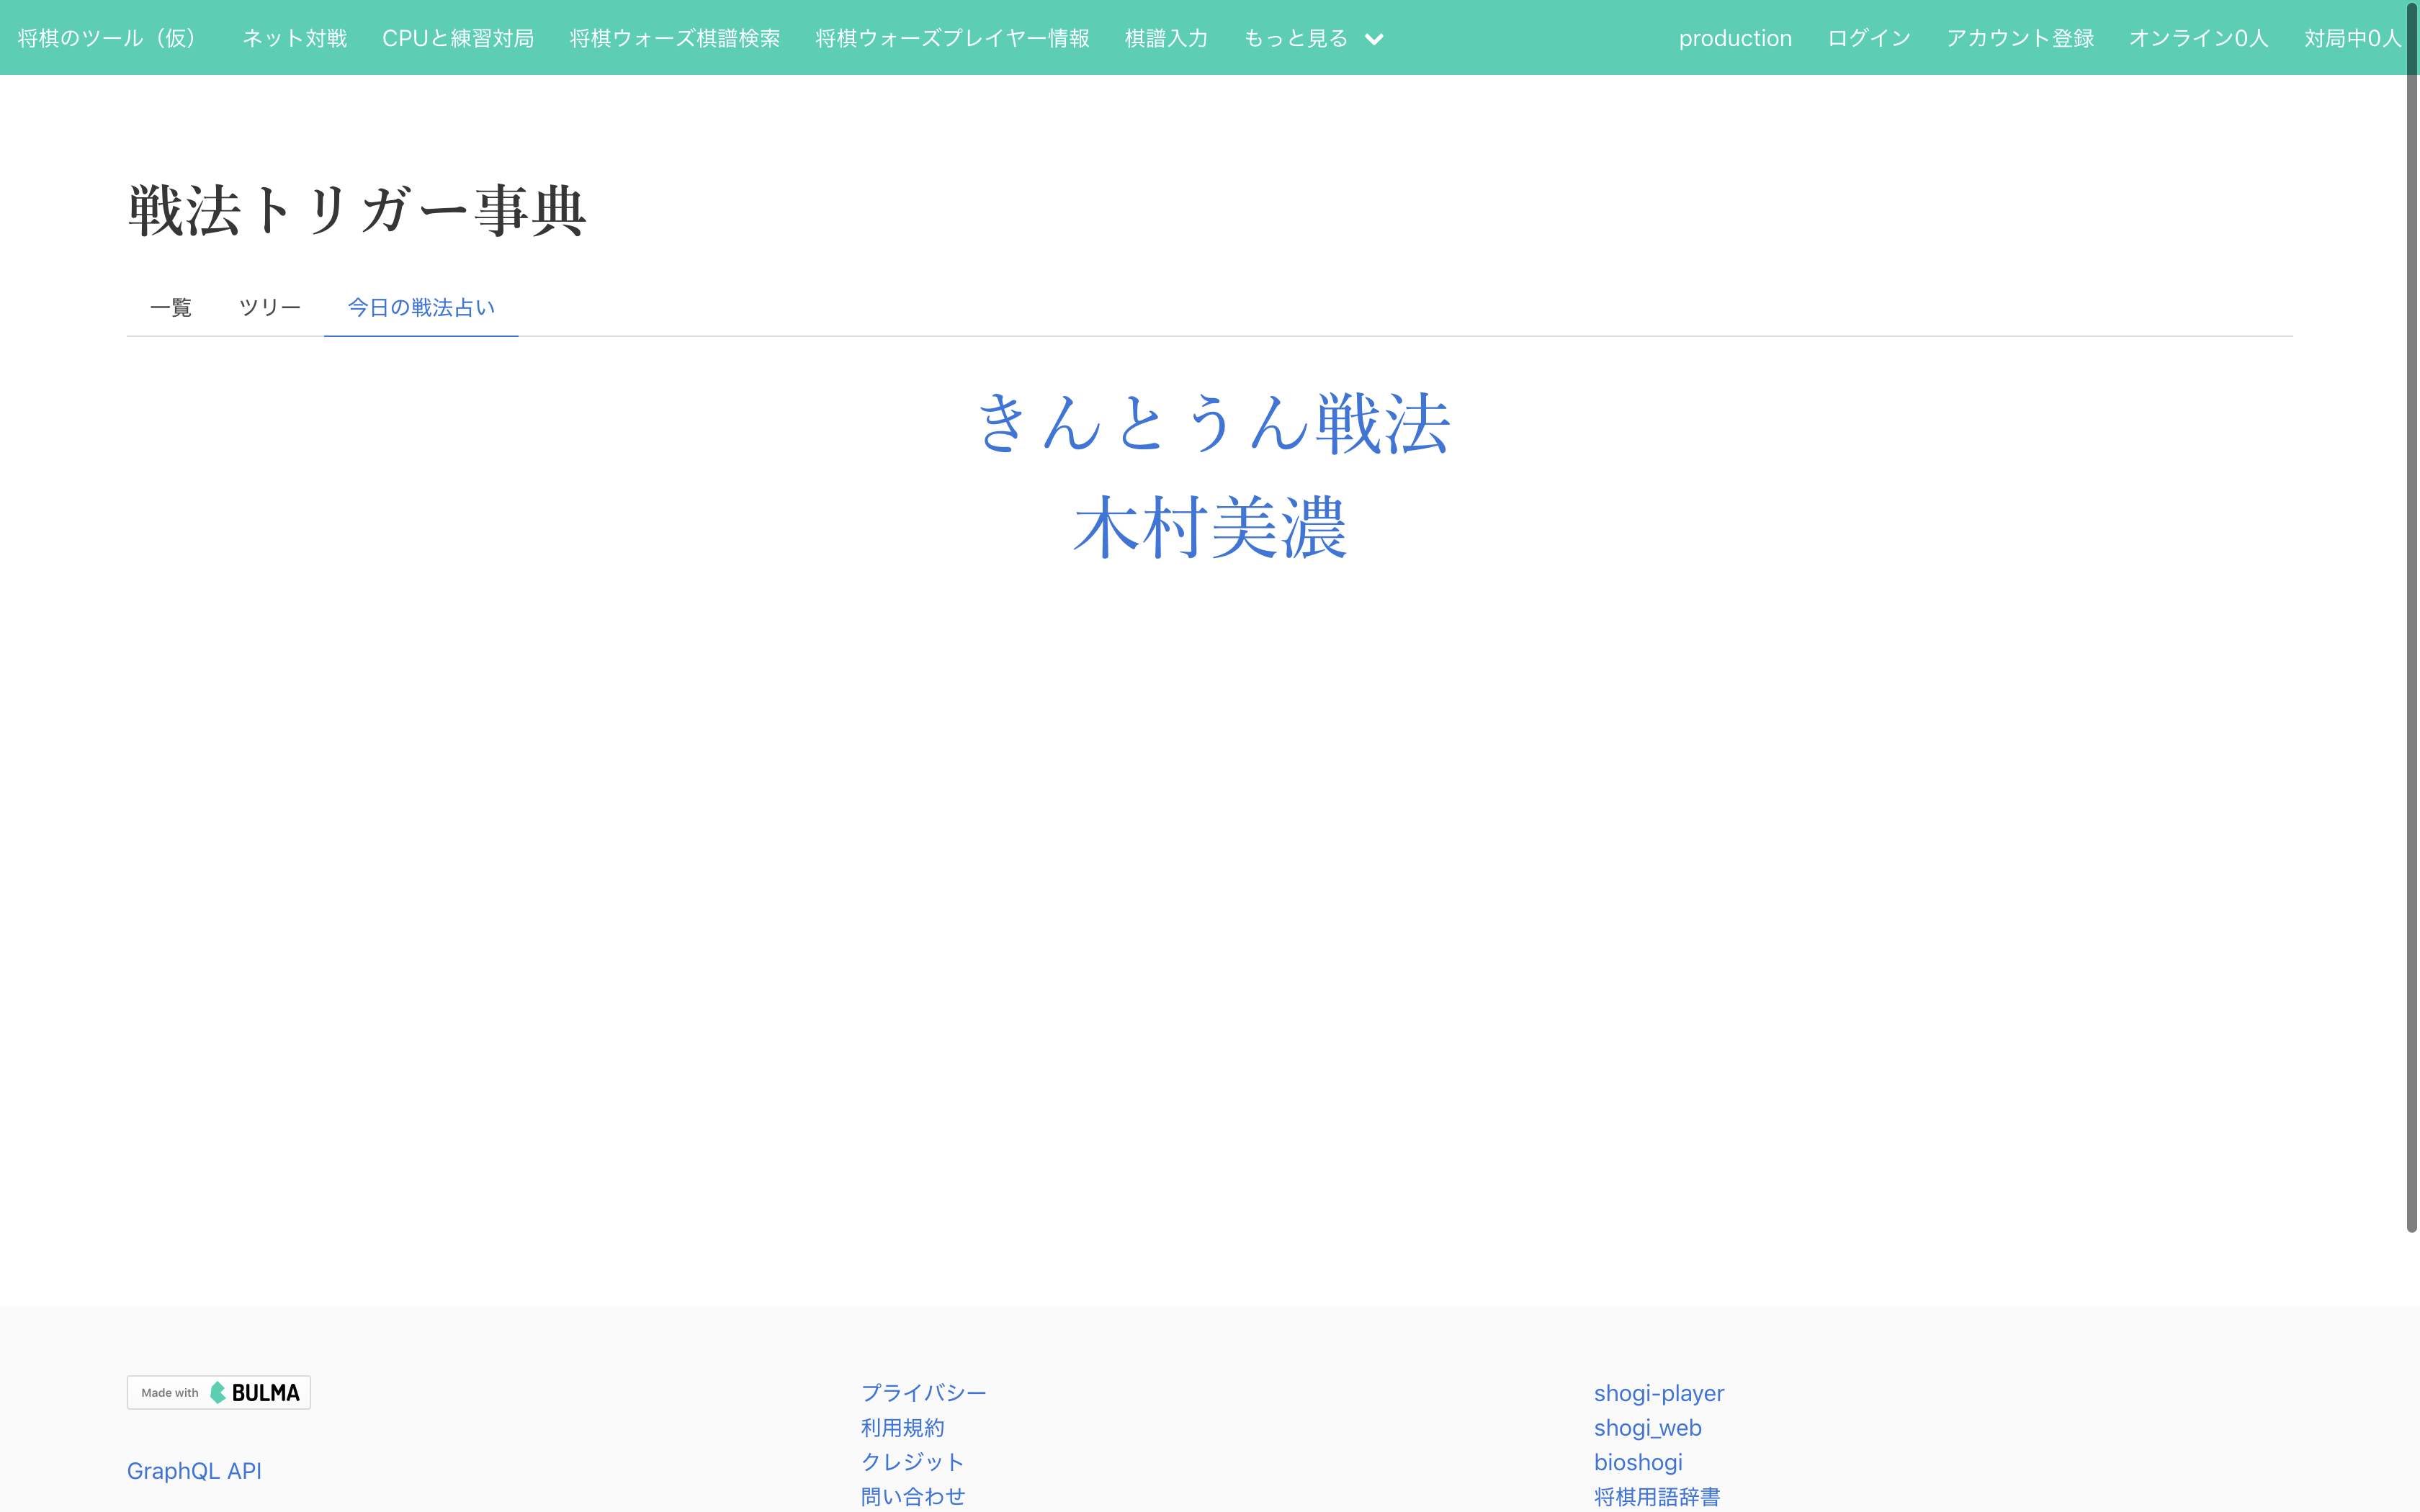 将棋のツール（仮） ネット対戦 CPUと練習対局 将棋ウォーズ棋譜検索 将棋ウォーズプレイヤー情報 棋譜入力 もっと見る production ログイン アカウント登録 オンライン0人 対局中0人
戦法トリガー事典
一覧 ツリー 今日の戦法占い
きんとうん戦法
木村美濃
Made with BULMA
GraphQL API
プライバシー
利用規約
クレジット
問い合わせ
shogi-player
shogi_web
bioshogi
将棋用語辞書